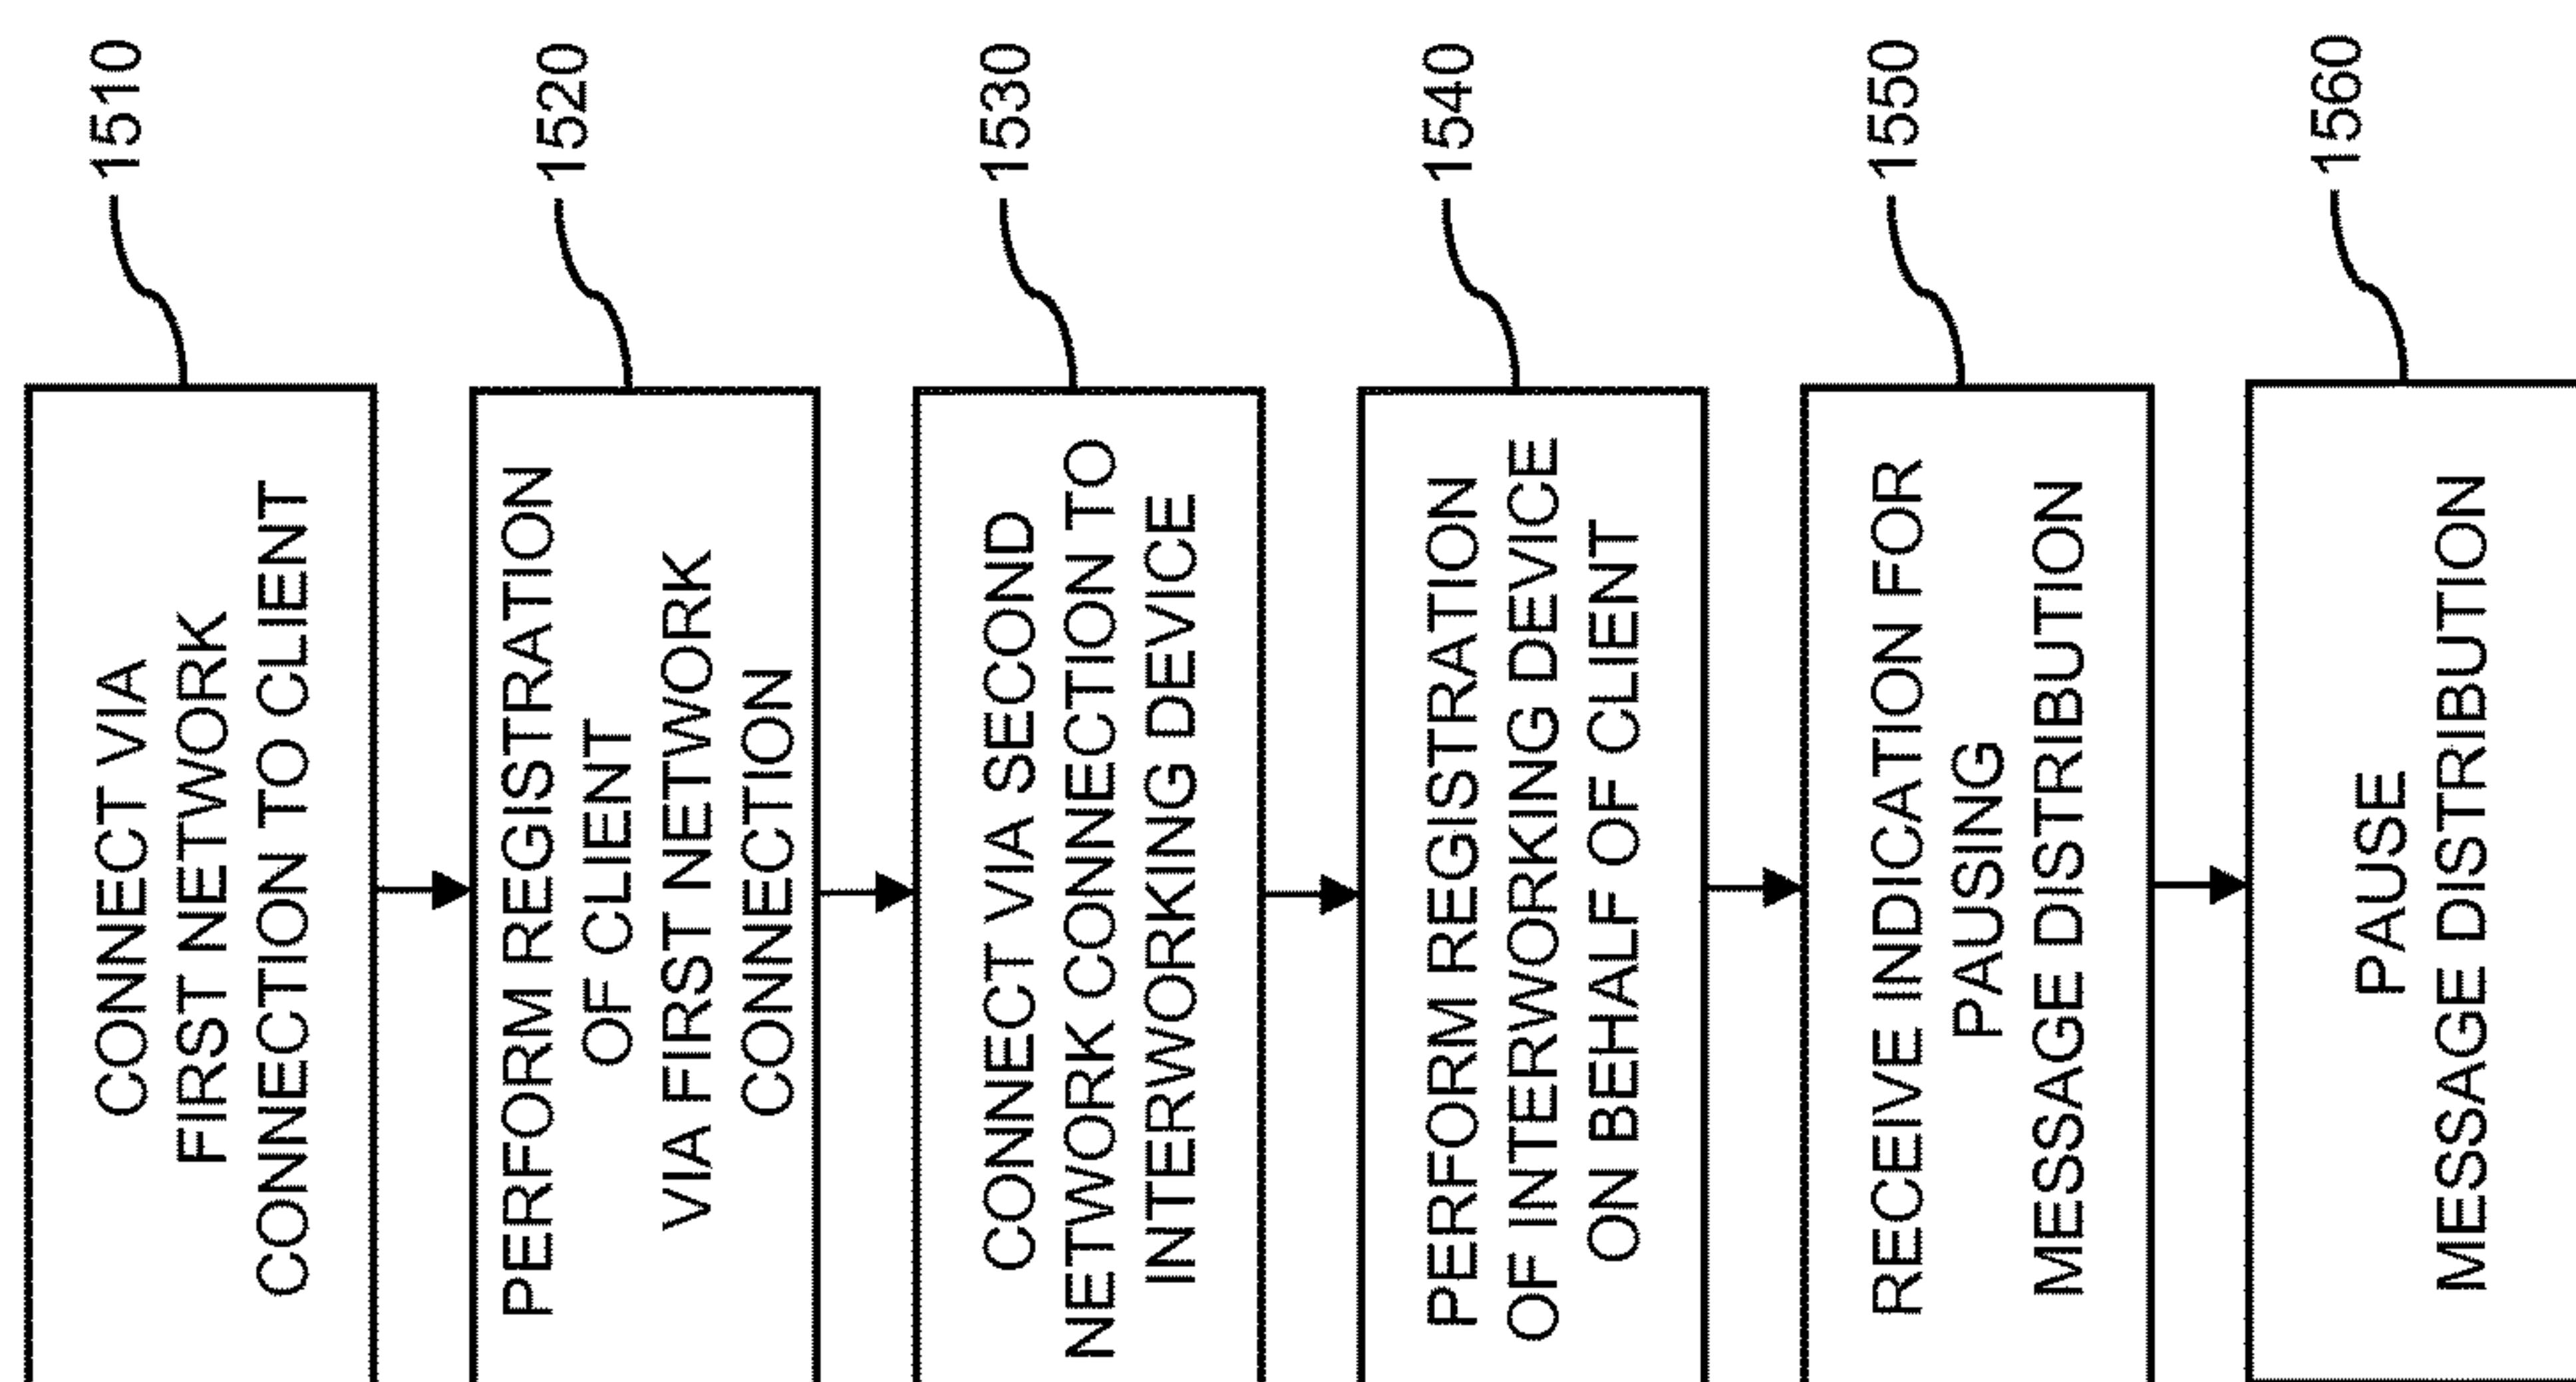 CONNECT VIA
FIRST NETWORK
CONNECTION TO CLIENT
1510
PERFORM REGISTRATION
OF CLIENT
VIA FIRST NETWORK
CONNECTION
1520
CONNECT VIA SECOND
NETWORK CONNECTION TO
INTERWORKING DEVICE
1530
PERFORM REGISTRATION
OF INTERWORKING DEVICE
ON BEHALF OF CLIENT
1540
RECEIVE INDICATION FOR
PAUSING
MESSAGE DISTRIBUTION
1550
PAUSE
MESSAGE DISTRIBUTION
1560